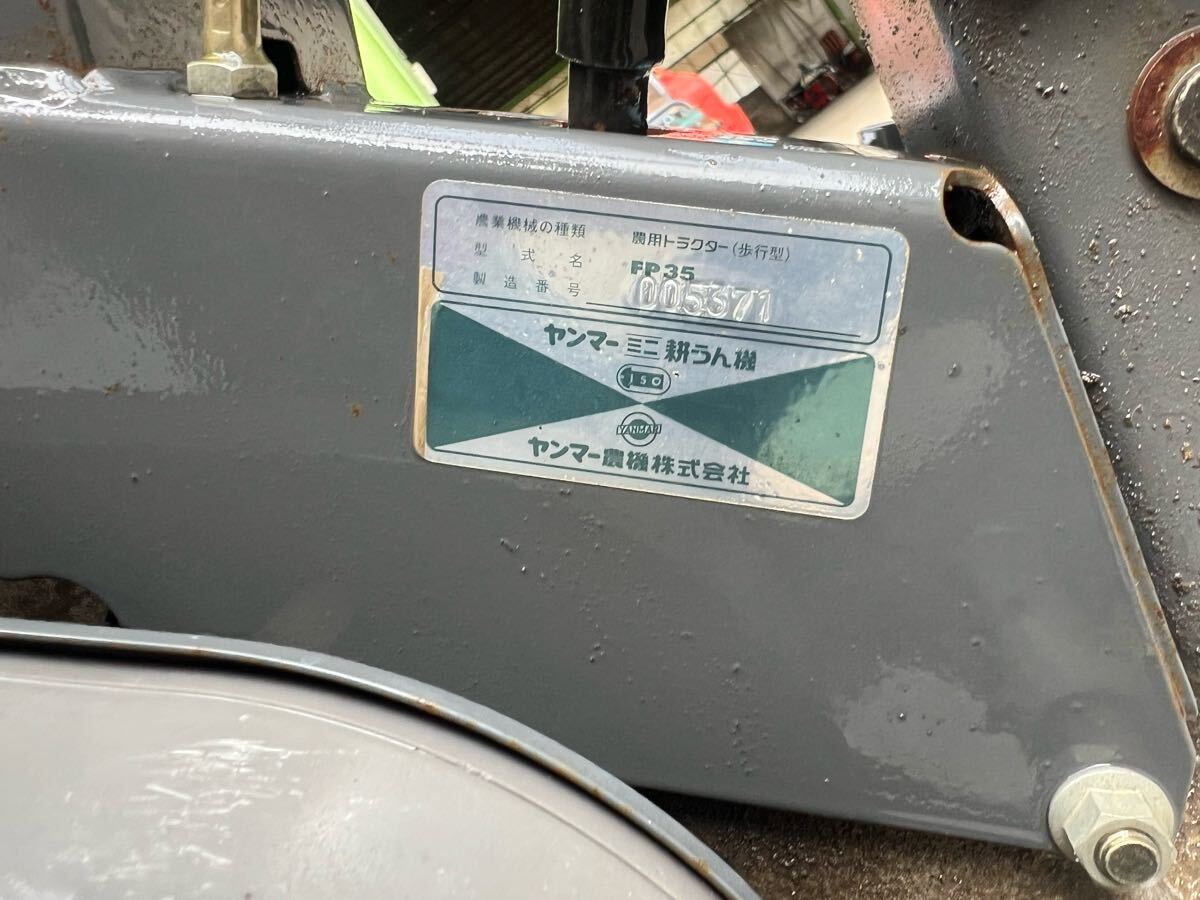 農業機械の種類 農用トラクター(歩行型)
型式名 FP35
製造番号 005371
ヤンマーミニ耕うん機
ISO
YANMAR
ヤンマー農機株式会社